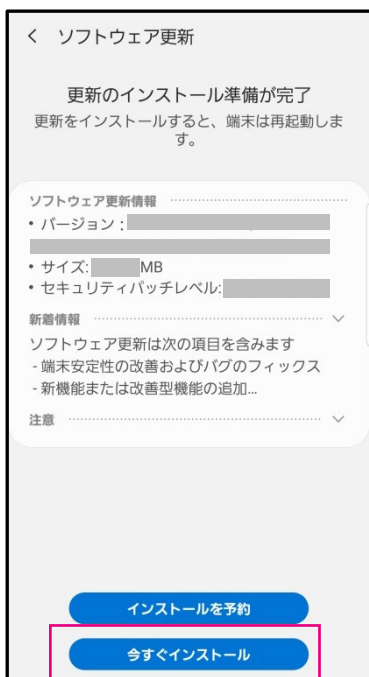 ソフトウェア更新
更新のインストール準備が完了
更新をインストールすると、端末は再起動しま
す。
ソフトウェア更新情報
• バージョン :
• サイズ: MB
• セキュリティパッチレベル:
新着情報
ソフトウェア更新は次の項目を含みます
- 端末安定性の改善およびバグのフィックス
- 新機能または改善型機能の追加...
注意
インストールを予約
今すぐインストール